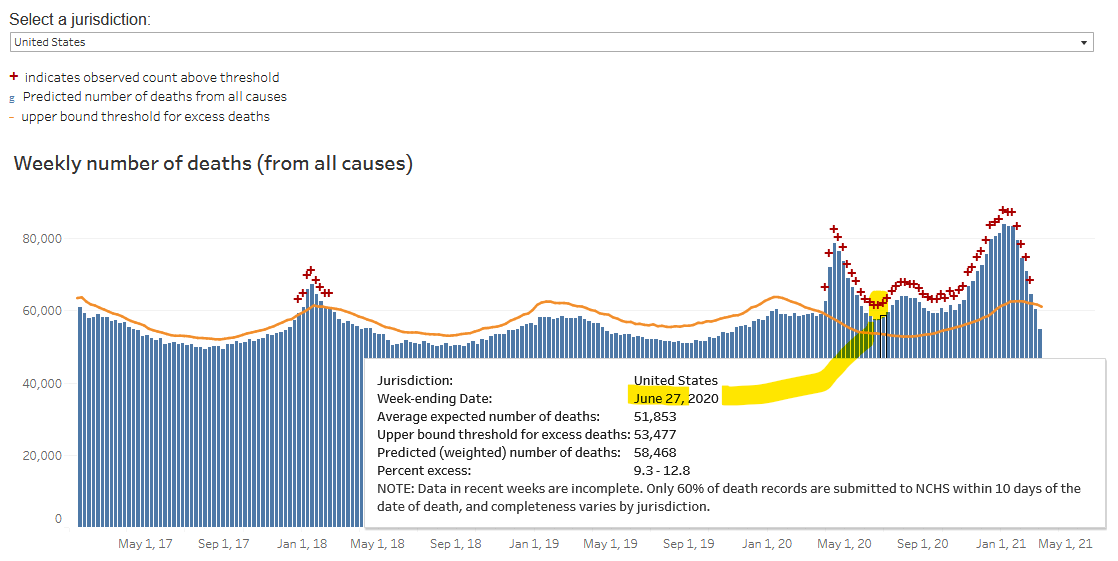 Select a jurisdiction:
United States
+ indicates observed count above threshold
g Predicted number of deaths from all causes
- upper bound threshold for excess deaths
Weekly number of deaths (from all causes)
80,000
60,000
40,000
20,000
0
Jurisdiction: United States
Week-ending Date: June 27, 2020
Average expected number of deaths: 51,853
Upper bound threshold for excess deaths: 53,477
Predicted (weighted) number of deaths: 58,468
Percent excess: 9.3 - 12.8
NOTE: Data in recent weeks are incomplete. Only 60% of death records are submitted to NCHS within 10 days of the
date of death, and completeness varies by jurisdiction.
May 1, 17 Sep 1, 17 Jan 1, 18 May 1, 18 Sep 1, 18 Jan 1, 19 May 1, 19 Sep 1, 19 Jan 1, 20 May 1, 20 Sep 1, 20 Jan 1, 21 May 1, 21